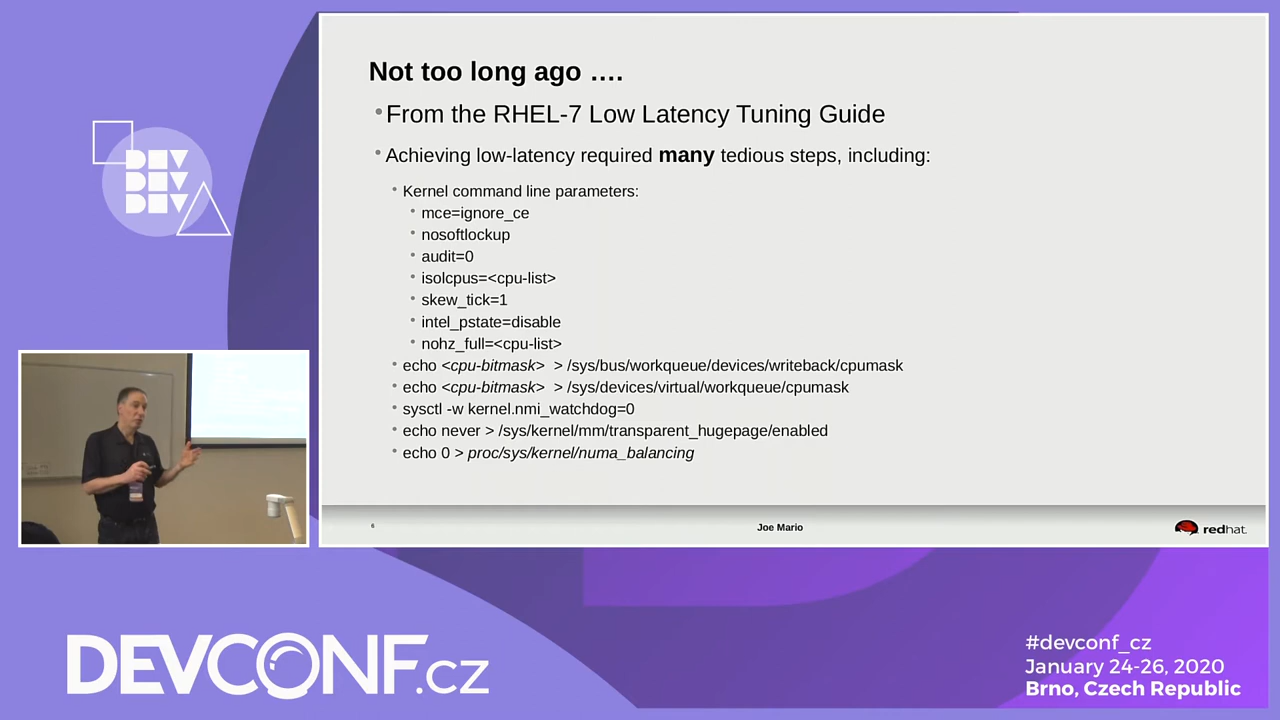 DEV
DEV
DEV
Not too long ago ….
From the RHEL-7 Low Latency Tuning Guide
Achieving low-latency required many tedious steps, including:
Kernel command line parameters:
mce=ignore_ce
nosoftlockup
audit=0
isolcpus=<cpu-list>
skew_tick=1
intel_pstate=disable
nohz_full=<cpu-list>
echo <cpu-bitmask>  > /sys/bus/workqueue/devices/writeback/cpumask
echo <cpu-bitmask>  > /sys/devices/virtual/workqueue/cpumask
sysctl -w kernel.nmi_watchdog=0
echo never > /sys/kernel/mm/transparent_hugepage/enabled
echo 0 > proc/sys/kernel/numa_balancing
6
Joe Mario
redhat.
DEVCONF.cz
#devconf_cz
January 24-26, 2020
Brno, Czech Republic